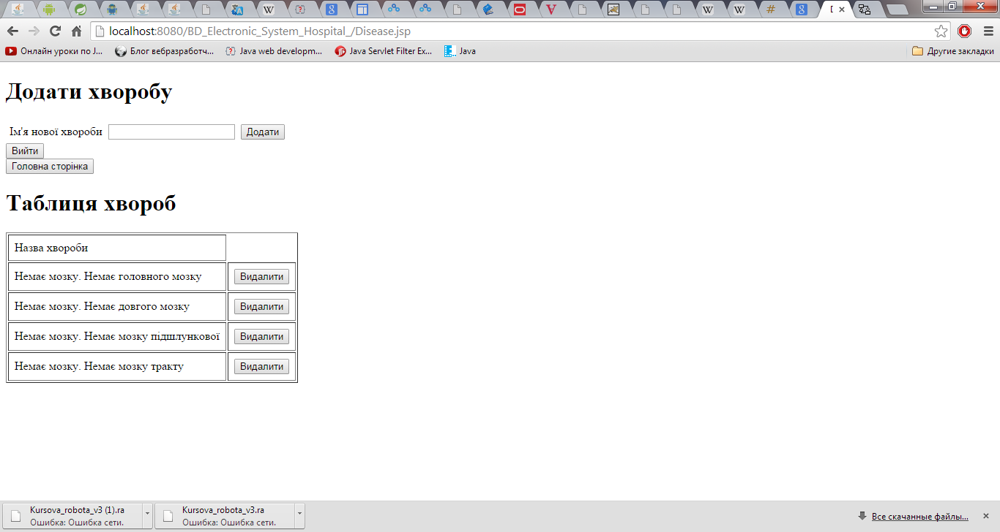 localhost:8080/BD_Electronic_System_Hospital_/Disease.jsp
Онлайн уроки по J... Блог вебразработч... Java web developm... Java Servlet Filter Ex... Java Другие закладки
Додати хворобу
Ім'я нової хвороби Додати
Вийти
Головна сторінка
Таблиця хвороб
Назва хвороби
Немає мозку. Немає головного мозку Видалити
Немає мозку. Немає довгого мозку Видалити
Немає мозку. Немає мозку підшлункової Видалити
Немає мозку. Немає мозку тракту Видалити
Kursova_robota_v3 (1).ra Kursova_robota_v3.ra
Ошибка: Ошибка сети. Ошибка: Ошибка сети. Все скачанные файлы...